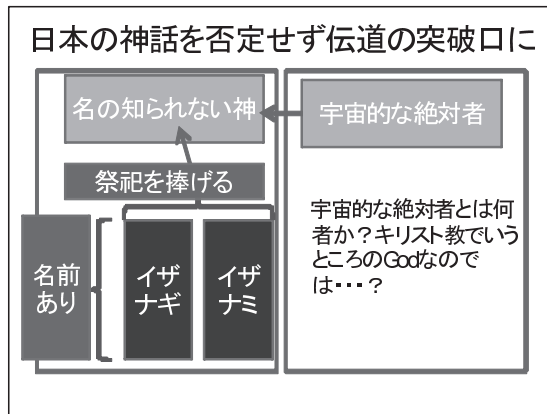 日本の神話を否定せず伝道の突破口に
名の知られない神
宇宙的な絶対者
祭祀を捧げる
名前
あり
イザ
ナギ
イザ
ナミ
宇宙的な絶対者とは何
者か？キリスト教でいう
ところのGodなので
は・・・？